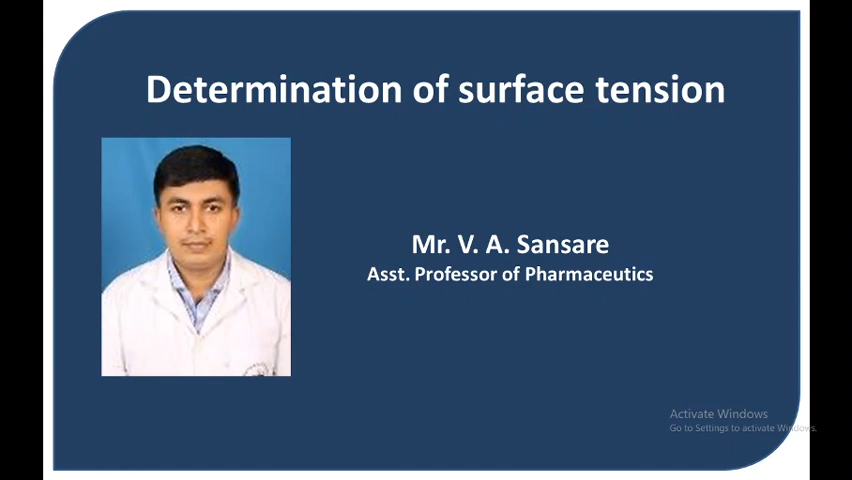 Determination of surface tension
Mr. V. A. Sansare
Asst. Professor of Pharmaceutics
Activate Windows
Go to Settings to activate Windows.